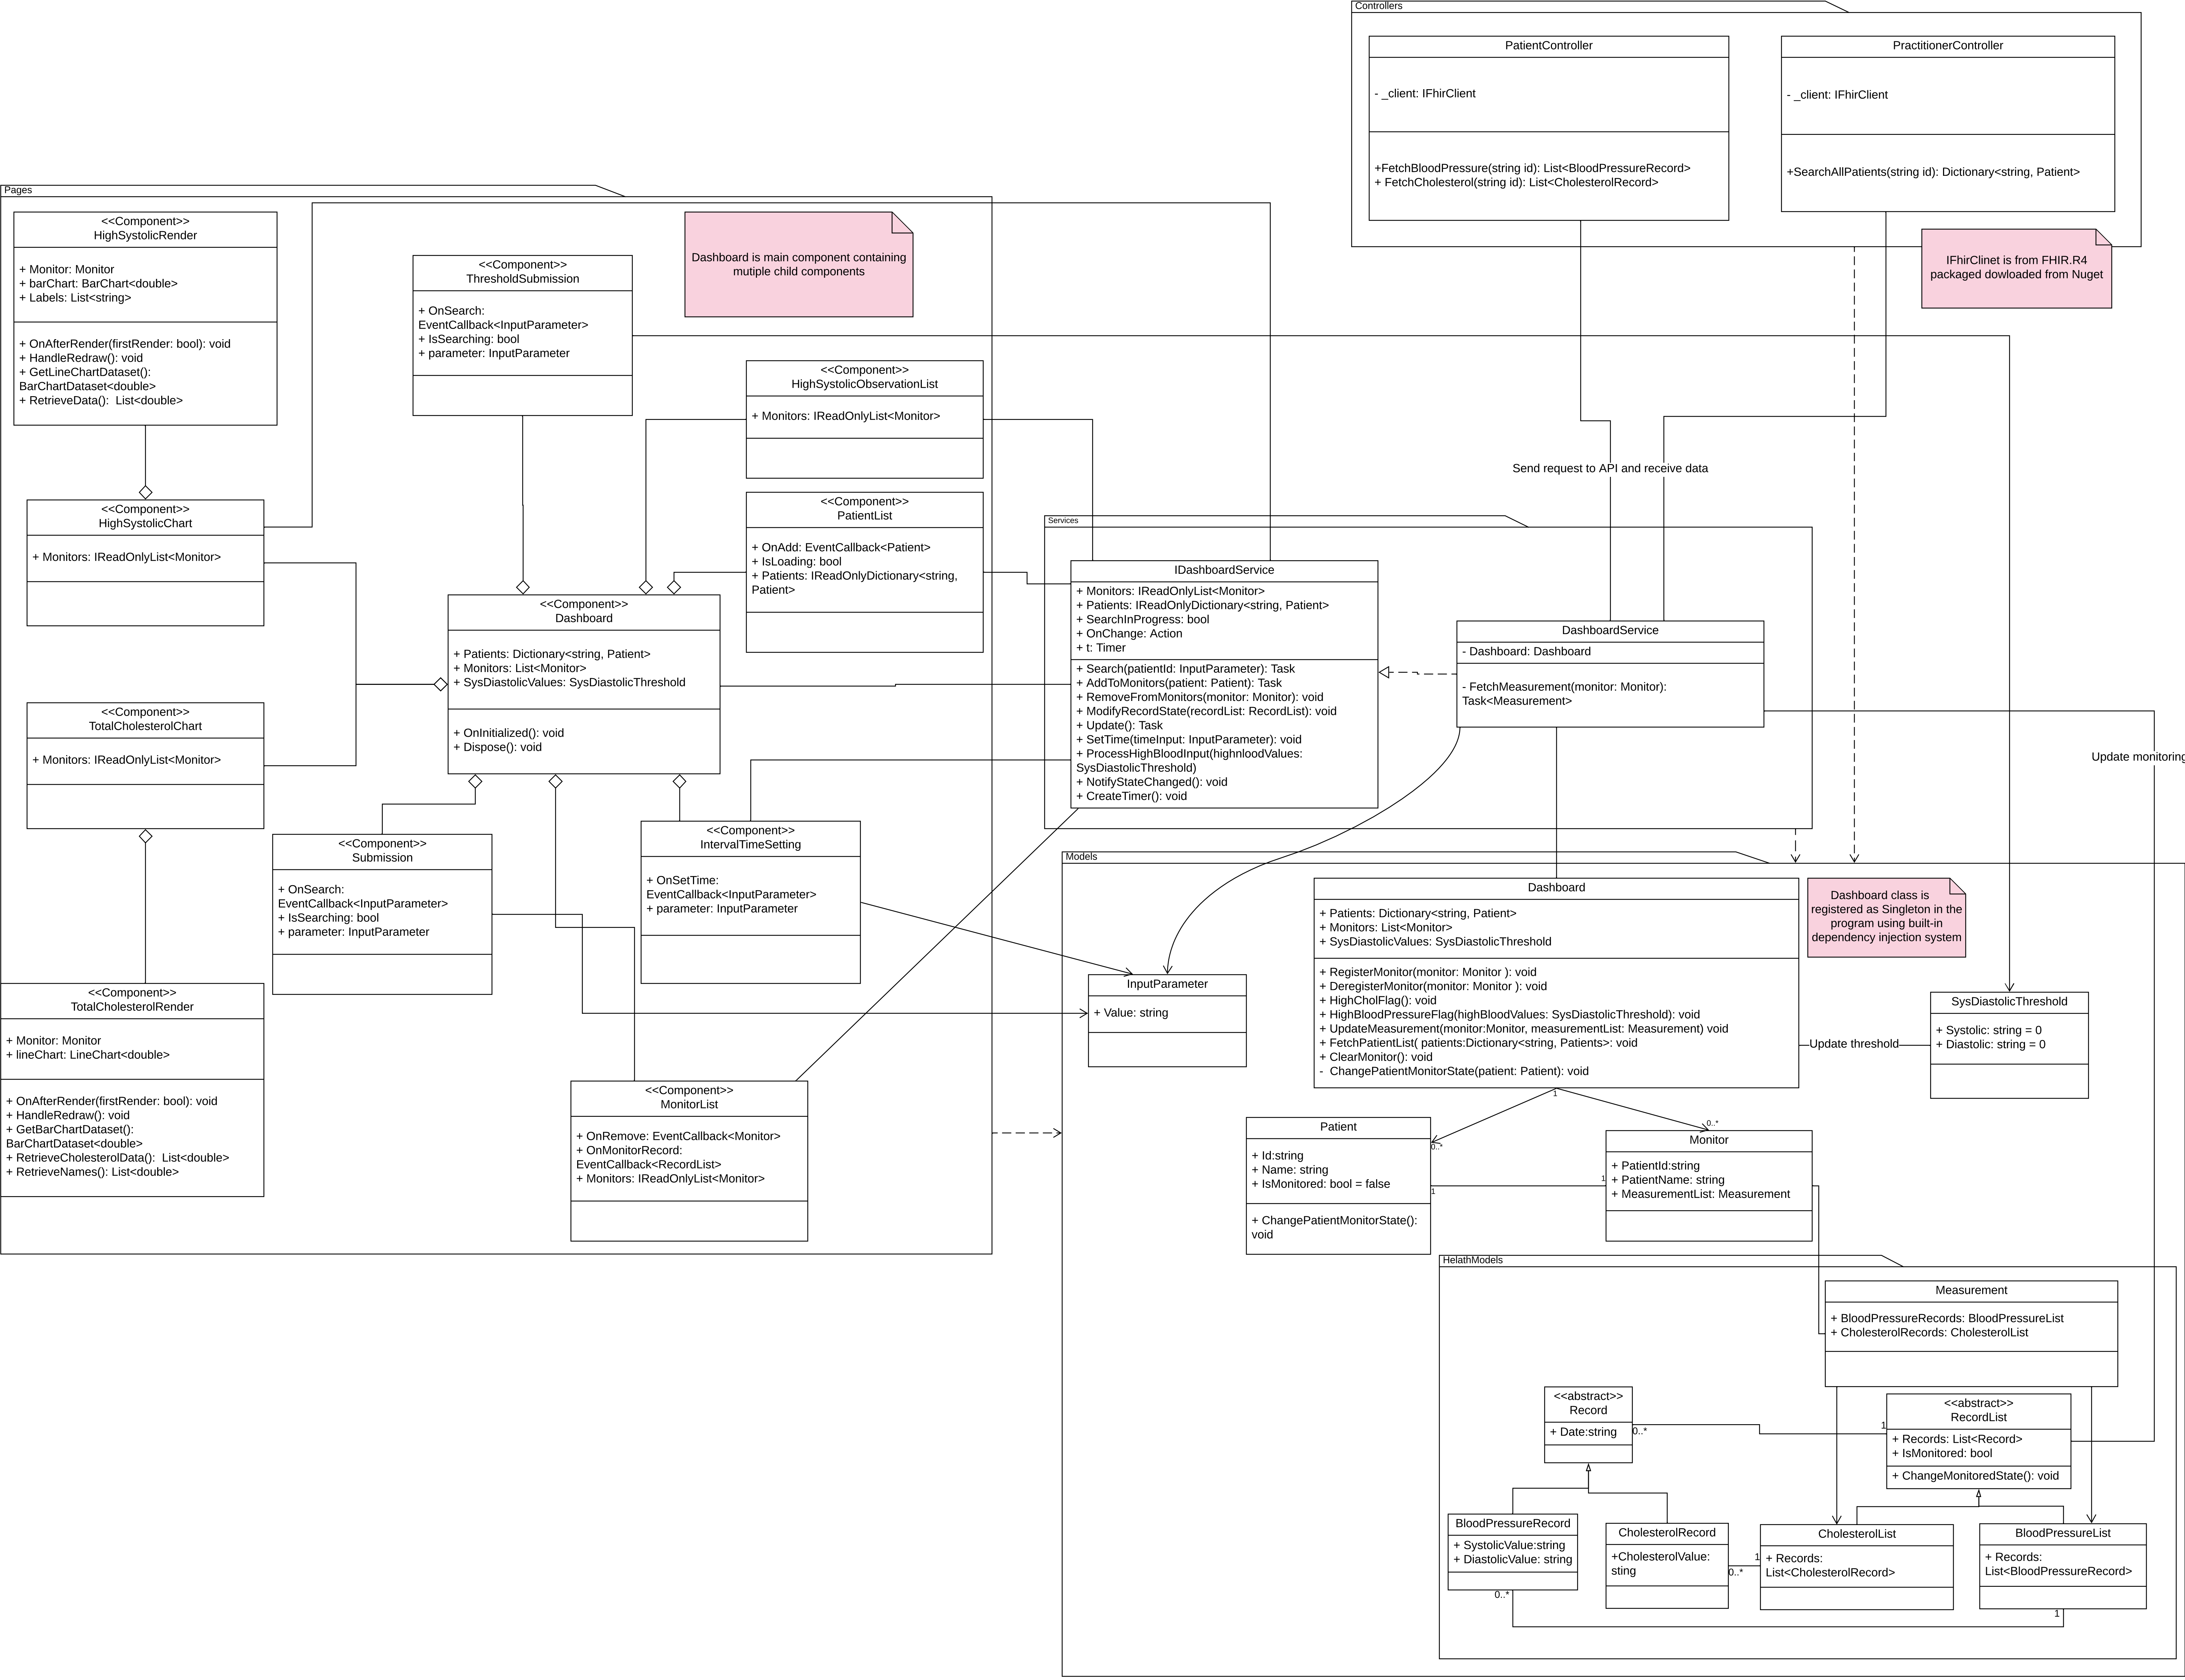 Controllers
PatientController
- _client: IFhirClient
+FetchBloodPressure(string id): List<BloodPressureRecord>
+ FetchCholesterol(string id): List<CholesterolRecord>
PractitionerController
- _client: IFhirClient
+SearchAllPatients(string id): Dictionary<string, Patient>
IFhirClinet is from FHIR.R4
packaged dowloaded from Nuget
Pages
<<Component>>
HighSystolicRender
+ Monitor: Monitor
+ barChart: BarChart<double>
+ Labels: List<string>
+ OnAfterRender(firstRender: bool): void
+ HandleRedraw(): void
+ GetLineChartDataset():
BarChartDataset<double>
+ RetrieveData():  List<double>
<<Component>>
ThresholdSubmission
+ OnSearch:
EventCallback<InputParameter>
+ IsSearching: bool
+ parameter: InputParameter
Dashboard is main component containing
mutiple child components
<<Component>>
HighSystolicObservationList
+ Monitors: IReadOnlyList<Monitor>
<<Component>>
PatientList
+ OnAdd: EventCallback<Patient>
+ IsLoading: bool
+ Patients: IReadOnlyDictionary<string,
Patient>
<<Component>>
HighSystolicChart
+ Monitors: IReadOnlyList<Monitor>
<<Component>>
Dashboard
+ Patients: Dictionary<string, Patient>
+ Monitors: List<Monitor>
+ SysDiastolicValues: SysDiastolicThreshold
+ OnInitialized(): void
+ Dispose(): void
<<Component>>
TotalCholesterolChart
+ Monitors: IReadOnlyList<Monitor>
<<Component>>
Submission
+ OnSearch:
EventCallback<InputParameter>
+ IsSearching: bool
+ parameter: InputParameter
<<Component>>
IntervalTimeSetting
+ OnSetTime:
EventCallback<InputParameter>
+ parameter: InputParameter
<<Component>>
TotalCholesterolRender
+ Monitor: Monitor
+ lineChart: LineChart<double>
+ OnAfterRender(firstRender: bool): void
+ HandleRedraw(): void
+ GetBarChartDataset():
BarChartDataset<double>
+ RetrieveCholesterolData():  List<double>
+ RetrieveNames(): List<double>
<<Component>>
MonitorList
+ OnRemove: EventCallback<Monitor>
+ OnMonitorRecord:
EventCallback<RecordList>
+ Monitors: IReadOnlyList<Monitor>
Send request to API and receive data
Services
IDashboardService
+ Monitors: IReadOnlyList<Monitor>
+ Patients: IReadOnlyDictionary<string, Patient>
+ SearchInProgress: bool
+ OnChange: Action
+ t: Timer
+ Search(patientId: InputParameter): Task
+ AddToMonitors(patient: Patient): Task
+ RemoveFromMonitors(monitor: Monitor): void
+ ModifyRecordState(recordList: RecordList): void
+ Update(): Task
+ SetTime(timeInput: InputParameter): void
+ ProcessHighBloodInput(highnloodValues:
SysDiastolicThreshold)
+ NotifyStateChanged(): void
+ CreateTimer(): void
DashboardService
- Dashboard: Dashboard
- FetchMeasurement(monitor: Monitor):
Task<Measurement>
Update monitoring
Models
Dashboard
+ Patients: Dictionary<string, Patient>
+ Monitors: List<Monitor>
+ SysDiastolicValues: SysDiastolicThreshold
+ RegisterMonitor(monitor: Monitor ): void
+ DeregisterMonitor(monitor: Monitor ): void
+ HighCholFlag(): void
+ HighBloodPressureFlag(highBloodValues: SysDiastolicThreshold): void
+ UpdateMeasurement(monitor:Monitor, measurementList: Measurement) void
+ FetchPatientList( patients:Dictionary<string, Patients>: void
+ ClearMonitor(): void
-  ChangePatientMonitorState(patient: Patient): void
Dashboard class is
registered as Singleton in the
program using built-in
dependency injection system
InputParameter
+ Value: string
SysDiastolicThreshold
+ Systolic: string = 0
+ Diastolic: string = 0
Update threshold
1
0..*
0..*
Patient
+ Id:string
+ Name: string
+ IsMonitored: bool = false
+ ChangePatientMonitorState():
void
1
1
Monitor
+ PatientId:string
+ PatientName: string
+ MeasurementList: Measurement
HelathModels
Measurement
+ BloodPressureRecords: BloodPressureList
+ CholesterolRecords: CholesterolList
<<abstract>>
Record
+ Date:string
0..*
1
<<abstract>>
RecordList
+ Records: List<Record>
+ IsMonitored: bool
+ ChangeMonitoredState(): void
BloodPressureRecord
+ SystolicValue:string
+ DiastolicValue: string
0..*
CholesterolRecord
+CholesterolValue:
sting
0..*
1
CholesterolList
+ Records:
List<CholesterolRecord>
BloodPressureList
+ Records:
List<BloodPressureRecord>
1